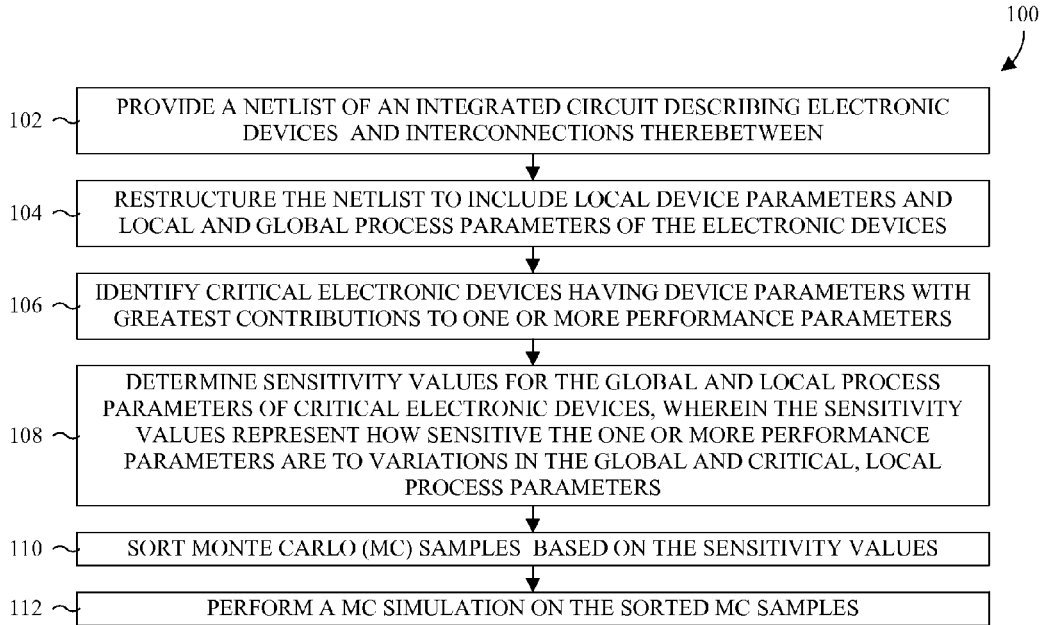 100
102
PROVIDE A NETLIST OF AN INTEGRATED CIRCUIT DESCRIBING ELECTRONIC
DEVICES AND INTERCONNECTIONS THEREBETWEEN
104
RESTRUCTURE THE NETLIST TO INCLUDE LOCAL DEVICE PARAMETERS AND
LOCAL AND GLOBAL PROCESS PARAMETERS OF THE ELECTRONIC DEVICES
106
IDENTIFY CRITICAL ELECTRONIC DEVICES HAVING DEVICE PARAMETERS WITH
GREATEST CONTRIBUTIONS TO ONE OR MORE PERFORMANCE PARAMETERS
108
DETERMINE SENSITIVITY VALUES FOR THE GLOBAL AND LOCAL PROCESS
PARAMETERS OF CRITICAL ELECTRONIC DEVICES, WHEREIN THE SENSITIVITY
VALUES REPRESENT HOW SENSITIVE THE ONE OR MORE PERFORMANCE
PARAMETERS ARE TO VARIATIONS IN THE GLOBAL AND CRITICAL, LOCAL
PROCESS PARAMETERS
110
SORT MONTE CARLO (MC) SAMPLES BASED ON THE SENSITIVITY VALUES
112
PERFORM A MC SIMULATION ON THE SORTED MC SAMPLES